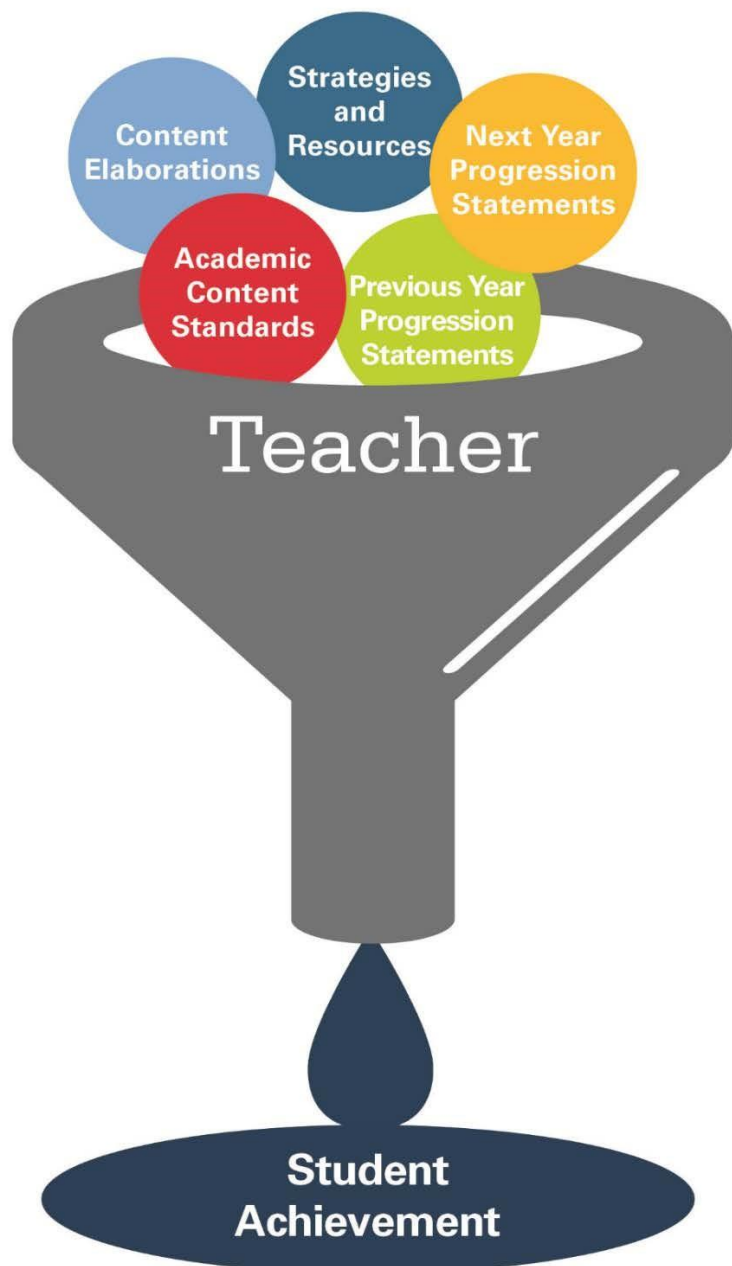 Strategies
and
Resources
Content
Elaborations
Next Year
Progression
Statements
Academic
Content
Standards
Previous Year
Progression
Statements
Teacher
Student
Achievement